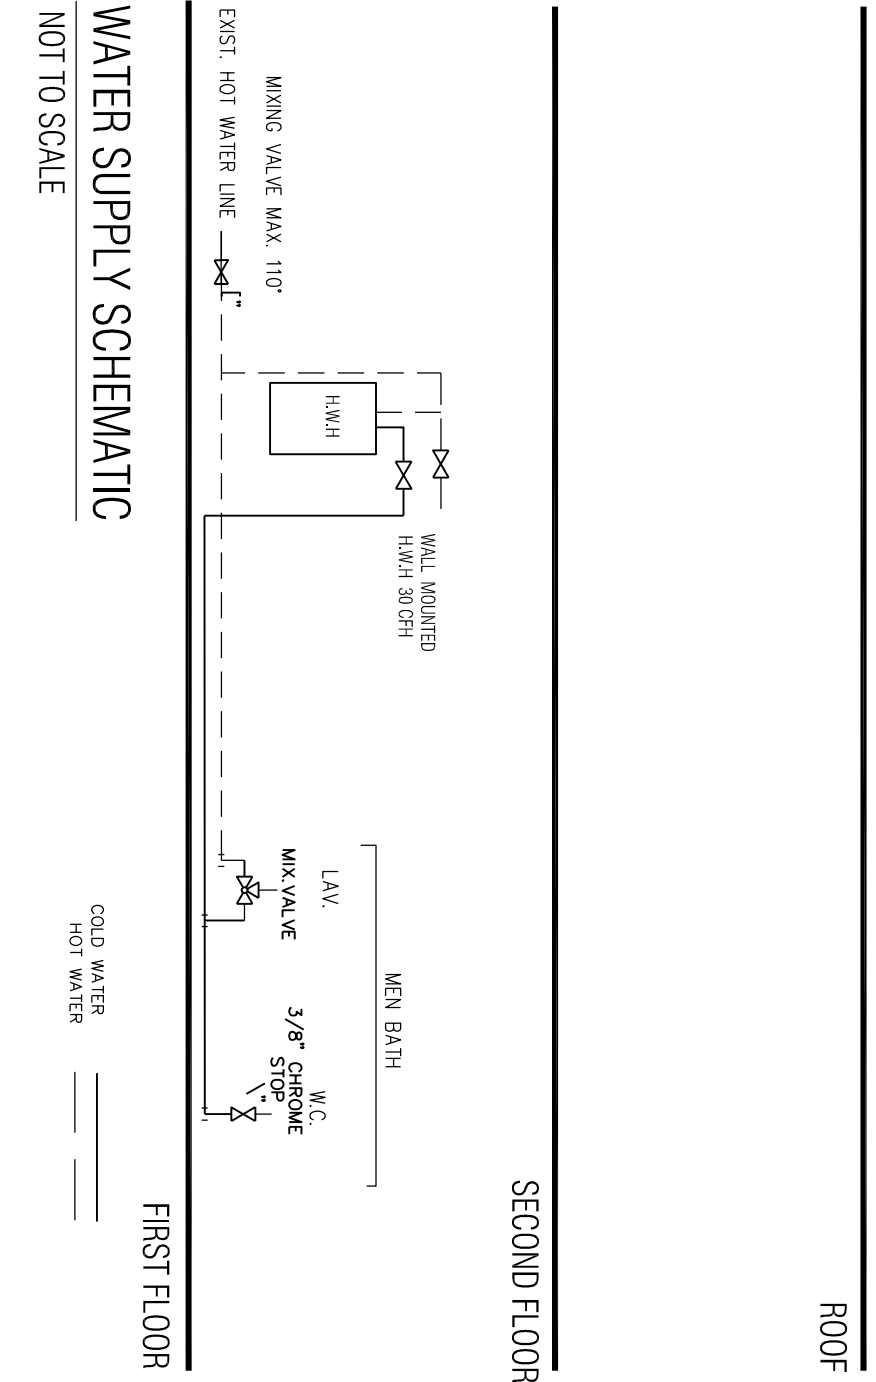 ROOF
SECOND FLOOR
WALL MOUNTED
H.W.H 30 CFH
H.W.H
MEN BATH
LAV.
MIX.VALVE
W.C.
3/8" CHROME
STOP
MIXING VALVE MAX. 110°
EXIST. HOT WATER LINE
FIRST FLOOR
WATER SUPPLY SCHEMATIC
NOT TO SCALE
COLD WATER
HOT WATER